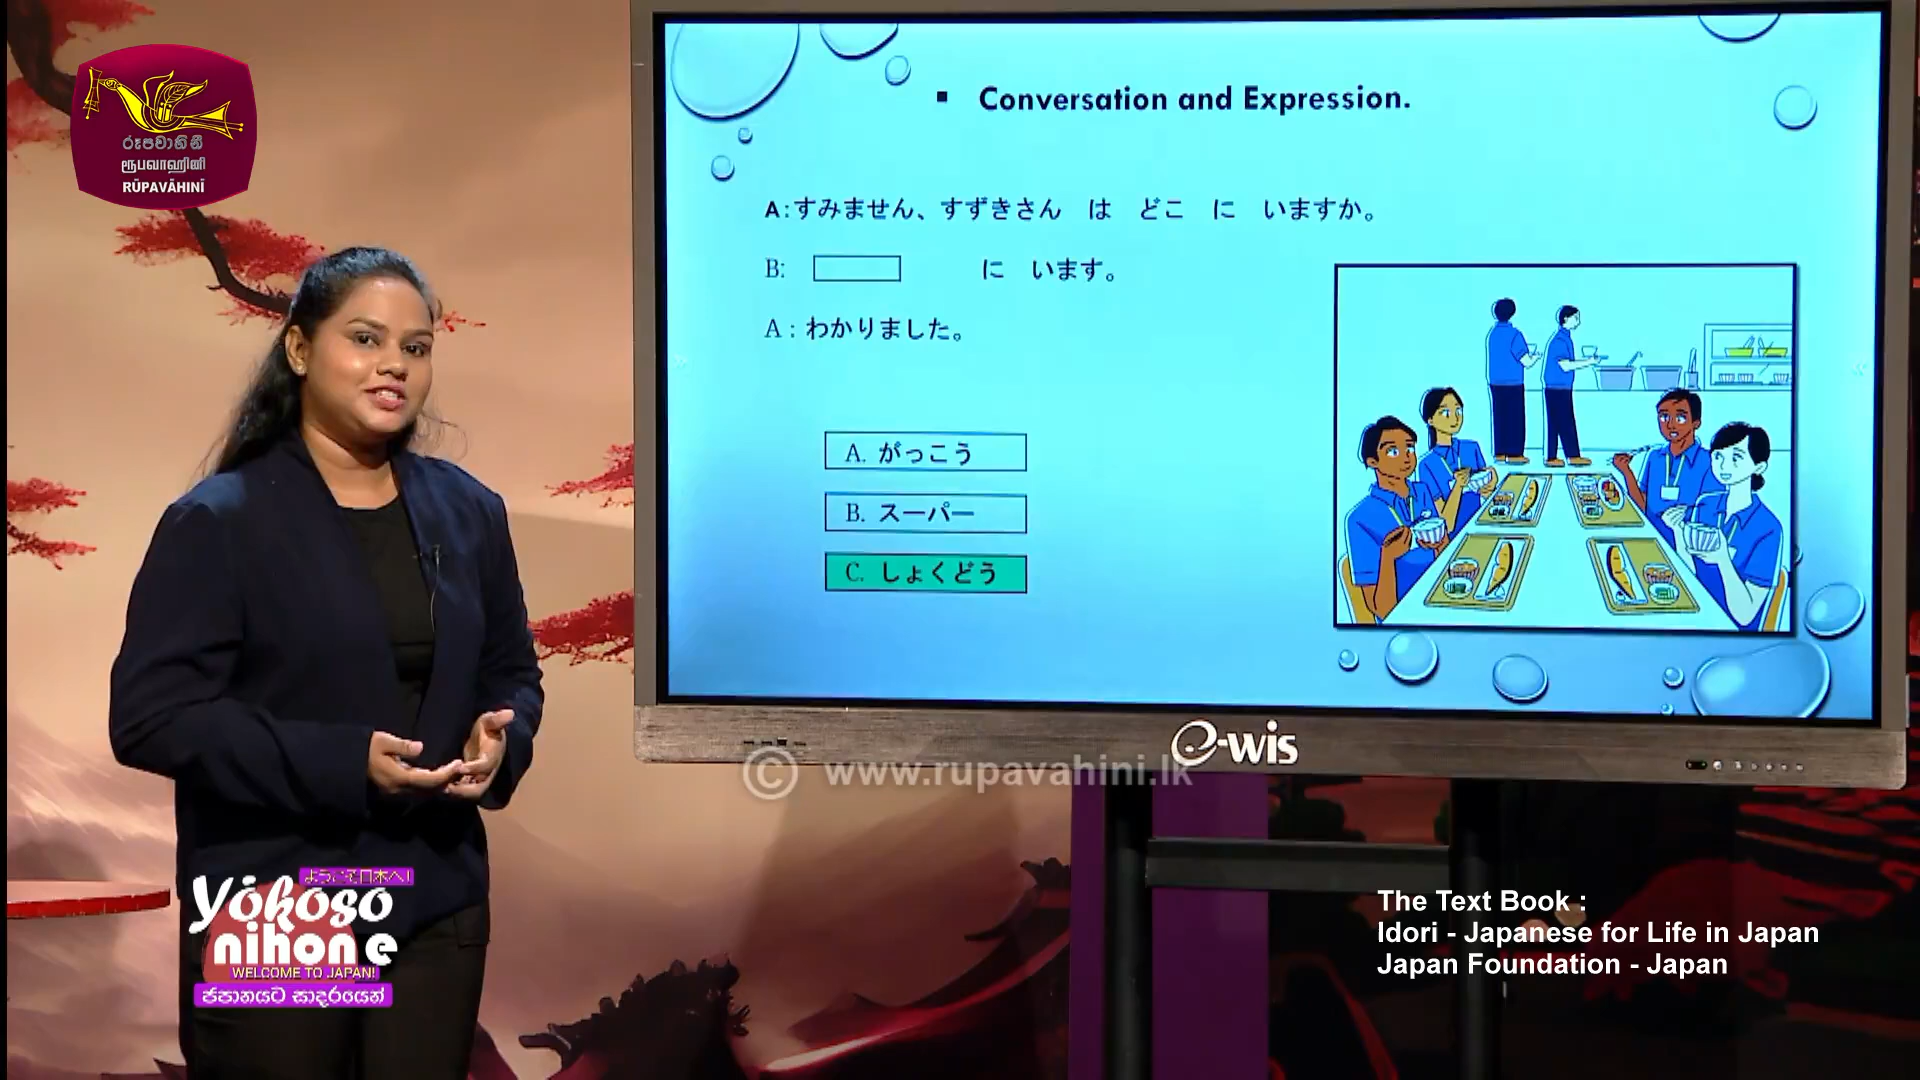 රූපවාහිනී
ரூபவாஹினி
RŪPAVĀHINĪ
▪ Conversation and Expression.
A:すみません、すずきさん は どこ に いますか。
B: に います。
A : わかりました。
A. がっこう
B. スーパー
C. しょくどう
e-wis
© www.rupavahini.lk
ようこそ日本へ!
yōkoso
nihon e
WELCOME TO JAPAN!
ජපානයට සාදරයෙන්
The Text Book :
Idori - Japanese for Life in Japan
Japan Foundation - Japan